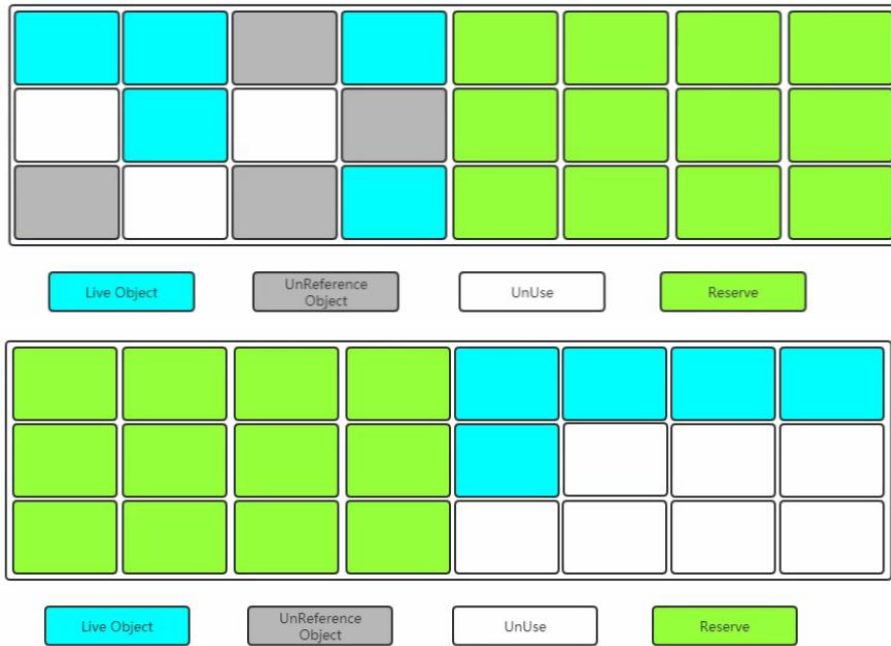 Live Object
UnReference
Object
UnUse
Reserve
Live Object
UnReference
Object
UnUse
Reserve